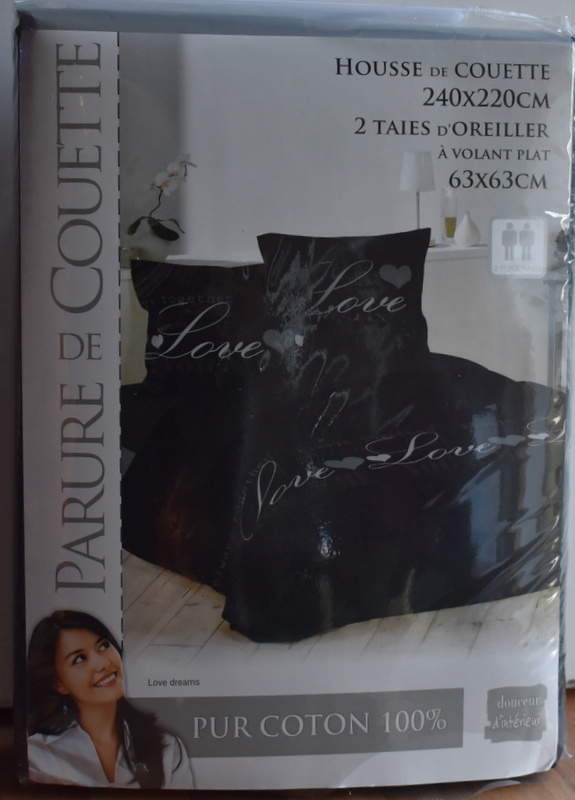 PARURE DE COUETTE
HOUSSE DE COUETTE
240X220CM
2 TAIES D'OREILLER
À VOLANT PLAT
63X63CM
together
Love
Love
Love Love
Love dreams
PUR COTON 100%
douceur
d'intérieur